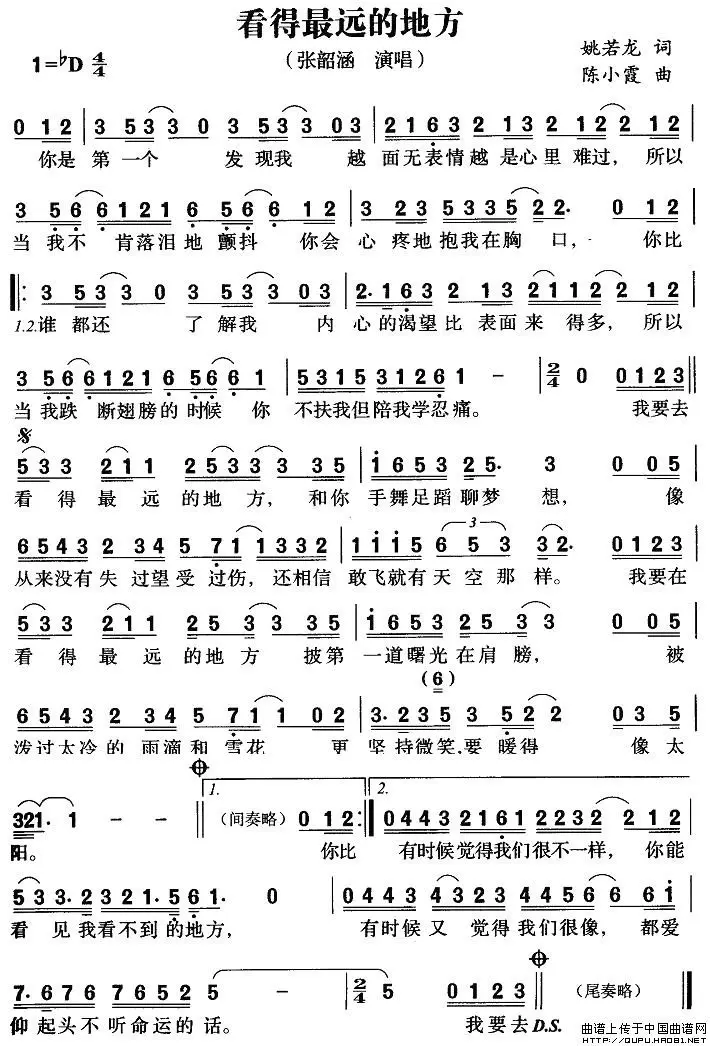 看得最远的地方
（张韶涵 演唱）
姚若龙 词
陈小霞 曲
1=♭D 4/4
0 1 2 | 3 5 3 3 3 0 3 5 3 3 3 0 3 | 2 1 6 3 2 1 3 2 2 1 2 2 1 2 |
你是 第一个 发现我 越 面无表情越 是心里 难过， 所以
3 5 6 6 1 2 1 6 5 6 6 1 2 | 3 2 3 5 3 3 5 2 2· 0 1 2 |
当 我不 肯落泪地 颤抖 你会 心 疼地抱我在胸 口， 你比
3 5 3 3 3 0 3 5 3 3 3 0 3 | 2· 1 6 3 2 1 3 2 1 1 2 2 1 2 |
1.2.谁 都还 了解我 内 心的渴望比 表面来 得多， 所以
3 5 6 6 1 2 1 6 5 6 6 1 | 5 3 1 5 3 1 2 6 1 - | 2/4 0 0 1 2 3 ||
当我跌 断翅膀的 时候 你 不扶我但陪我学忍痛。 我要去
5 3 3 2 1 1 2 5 3 3 3 3 5 | 1 6 5 3 2 5· 3 0 0 5 |
看 得 最 远 的地 方， 和你 手舞足蹈聊梦 想， 像
6 5 4 3 2 3 4 5 7 1 1 3 3 2 | 1 1 1 5 6 5 3 3 2· 0 1 2 3 |
3
从来没有失 过望受 过伤， 还相信 敢飞就有天空那 样。 我要在
5 3 3 2 1 1 2 5 3 3 3 5 | 1 6 5 3 2 5 3 3 0 0 5 |
看 得 最 远 的地 方 披第 一道曙光在肩 膀， 被
(6)
6 5 4 3 2 3 4 5 7 1 1 0 2 | 3· 2 3 5 3 5 2 2 0 3 5 |
泼过太冷的 雨滴和 雪花 更 坚 持微笑,要 暖得 像 太
1. 2.
3 2 1· 1 - - || （间奏略） 0 1 2 :|| 0 4 4 3 2 1 6 1 2 2 3 2 2 2 1 2 |
阳。 你比 有时候觉得我们很不一样， 你能
5 3 3 3· 2 3 2 1· 5 6 1· 0 | 0 4 4 3 4 3 2 3 4 5 6 6 6 1 |
看 见我看不到 的地方， 有时候又 觉得我们很像， 都爱
7· 6 7 6 7 6 5 2 5 - | 2/4 5 0 1 2 3 || （尾奏略） ||
仰 起头不 听命运的 话。 我要去 D.S.
曲谱上传于中国曲谱网
HTTP://QUPU.HAO81.NET